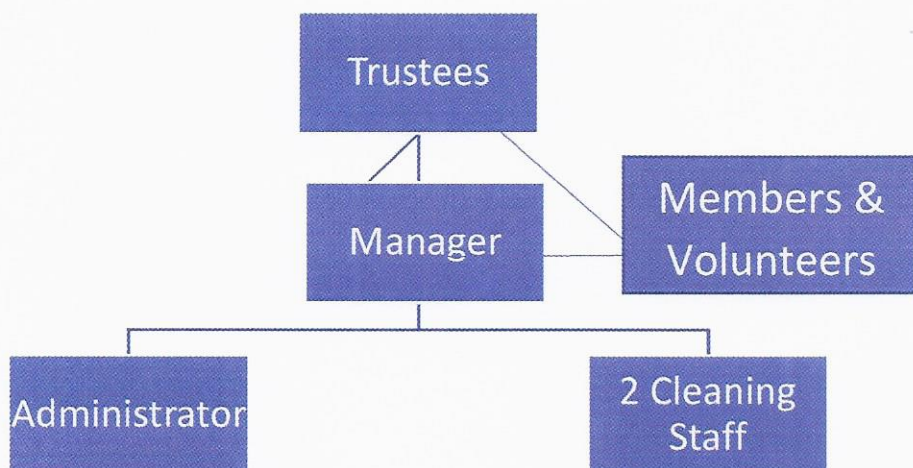 Trustees
Manager
Members &
Volunteers
Administrator
2 Cleaning
Staff